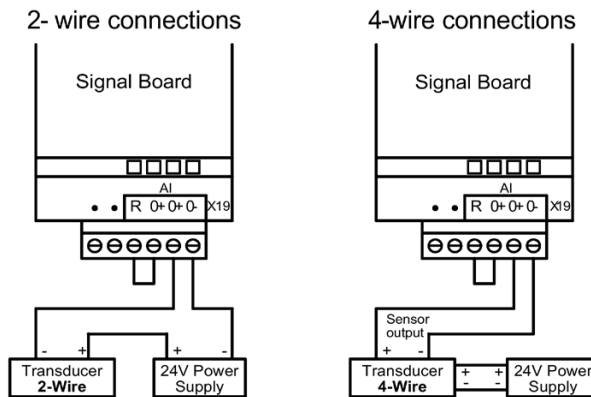 2- wire connections
Signal Board
AI
• • R 0+ 0+ 0- X19
- + + -
Transducer
2-Wire
24V Power
Supply
4-wire connections
Signal Board
AI
• • R 0+ 0+ 0- X19
Sensor
output
+ -
Transducer
4-Wire
+ +
- -
24V Power
Supply